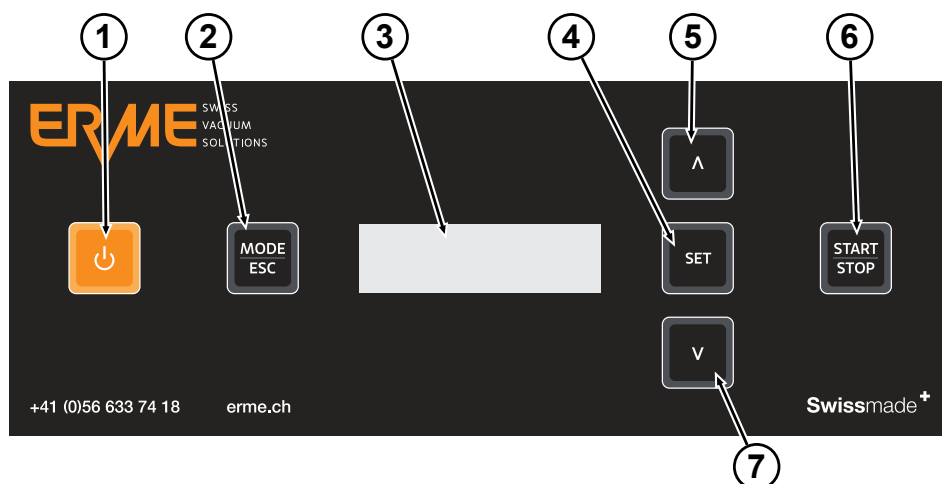 1 2 3 4 5 6
ERME SWISS
VACUUM
SOLUTIONS
∧
MODE
ESC
SET
START
STOP
∨
+41 (0)56 633 74 18 erme.ch Swissmade+
7